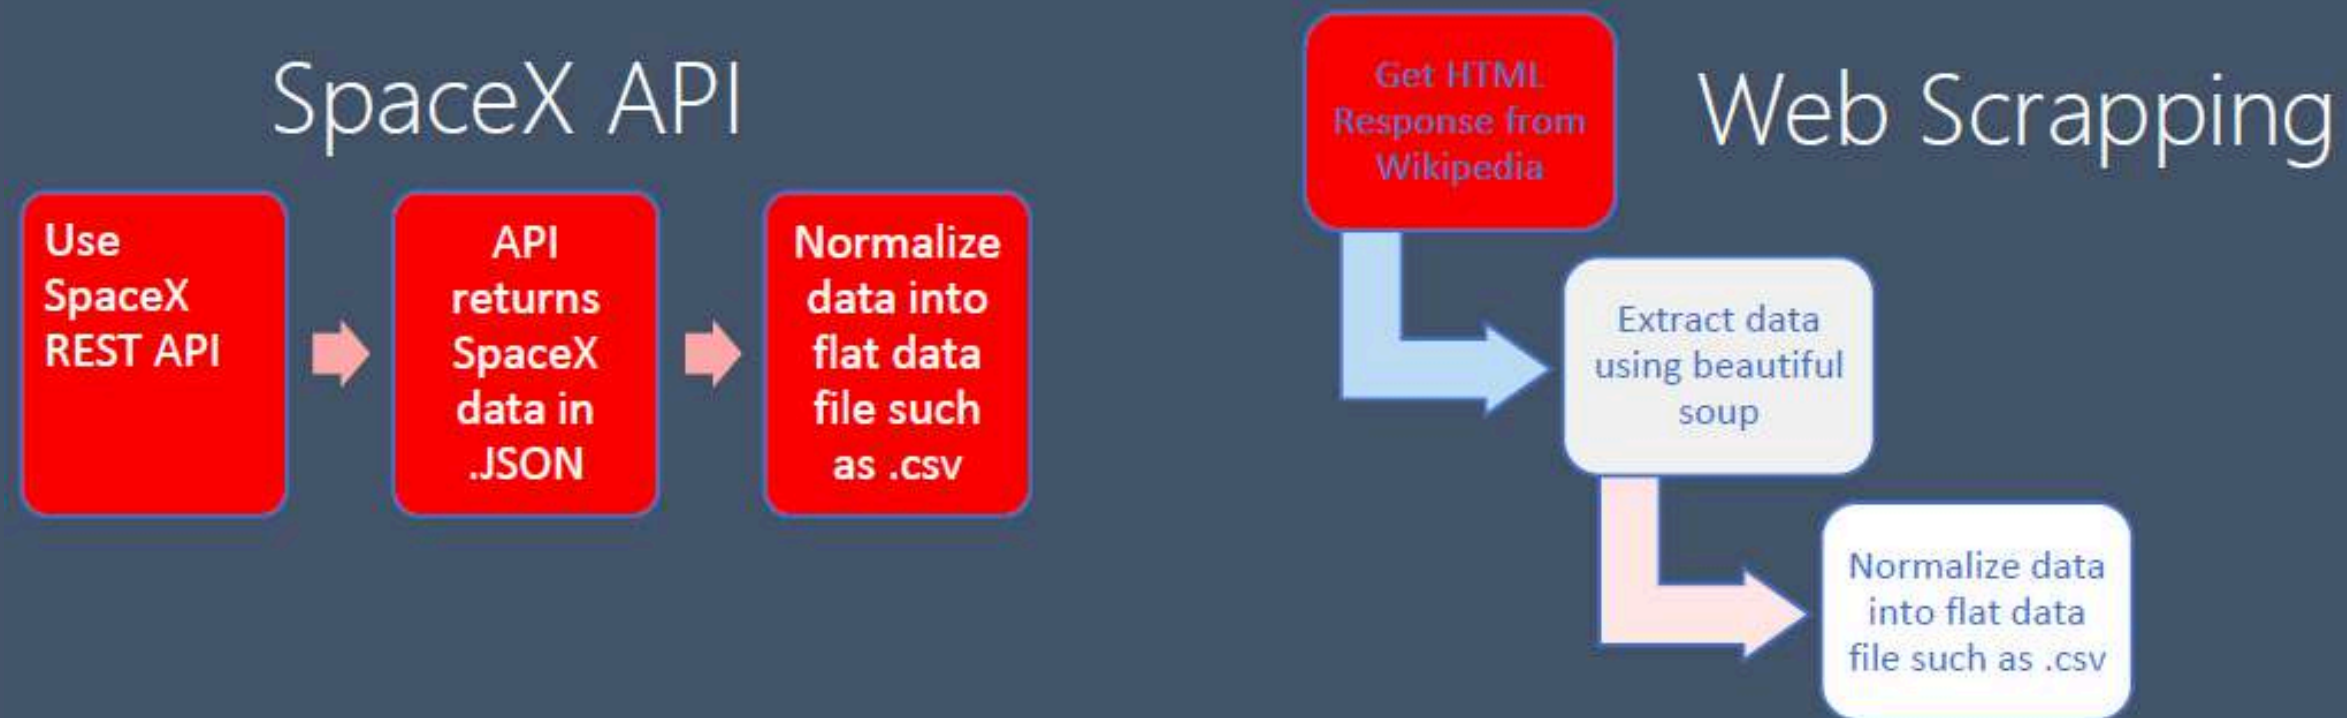 SpaceX API
Use
SpaceX
REST API
API
returns
SpaceX
data in
.JSON
Normalize
data into
flat data
file such
as .csv
Web Scrapping
Get HTML
Response from
Wikipedia
Extract data
using beautiful
soup
Normalize data
into flat data
file such as .csv